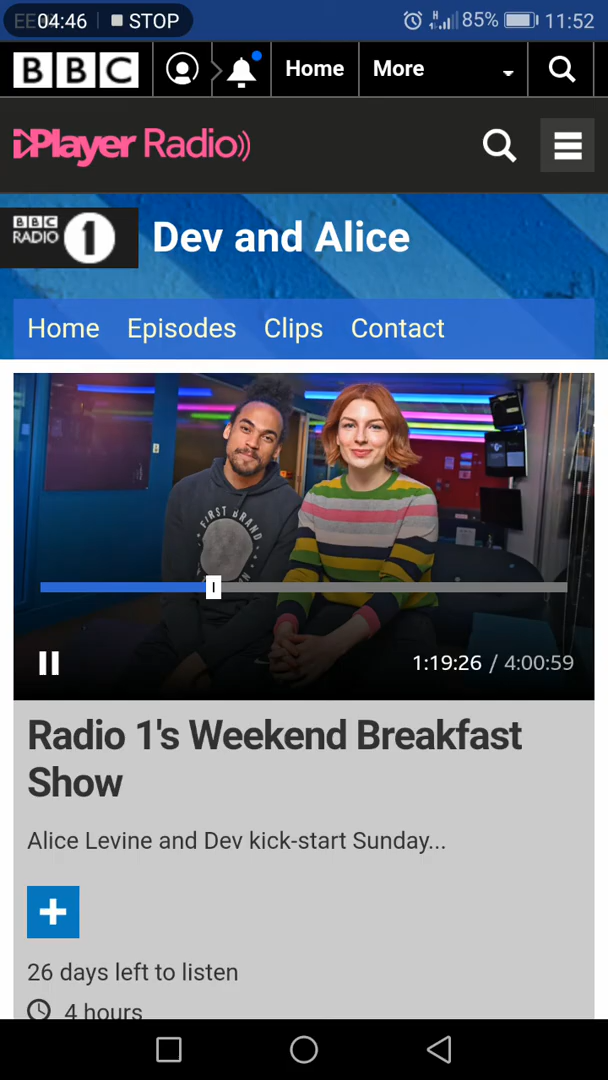 EE 04:46 STOP 85% 11:52
BBC Home More
iPlayer Radio
BBC RADIO 1 Dev and Alice
Home Episodes Clips Contact
FIRST BRAND
1:19:26 / 4:00:59
Radio 1's Weekend Breakfast
Show
Alice Levine and Dev kick-start Sunday...
+
26 days left to listen
4 hours